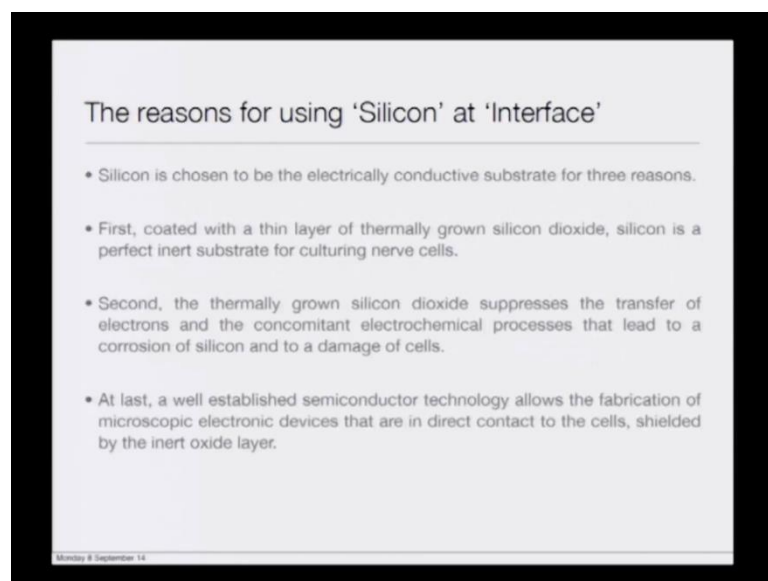 The reasons for using ‘Silicon’ at ‘Interface’
• Silicon is chosen to be the electrically conductive substrate for three reasons.
• First, coated with a thin layer of thermally grown silicon dioxide, silicon is a
perfect inert substrate for culturing nerve cells.
• Second, the thermally grown silicon dioxide suppresses the transfer of
electrons and the concomitant electrochemical processes that lead to a
corrosion of silicon and to a damage of cells.
• At last, a well established semiconductor technology allows the fabrication of
microscopic electronic devices that are in direct contact to the cells, shielded
by the inert oxide layer.
Monday 8 September 14